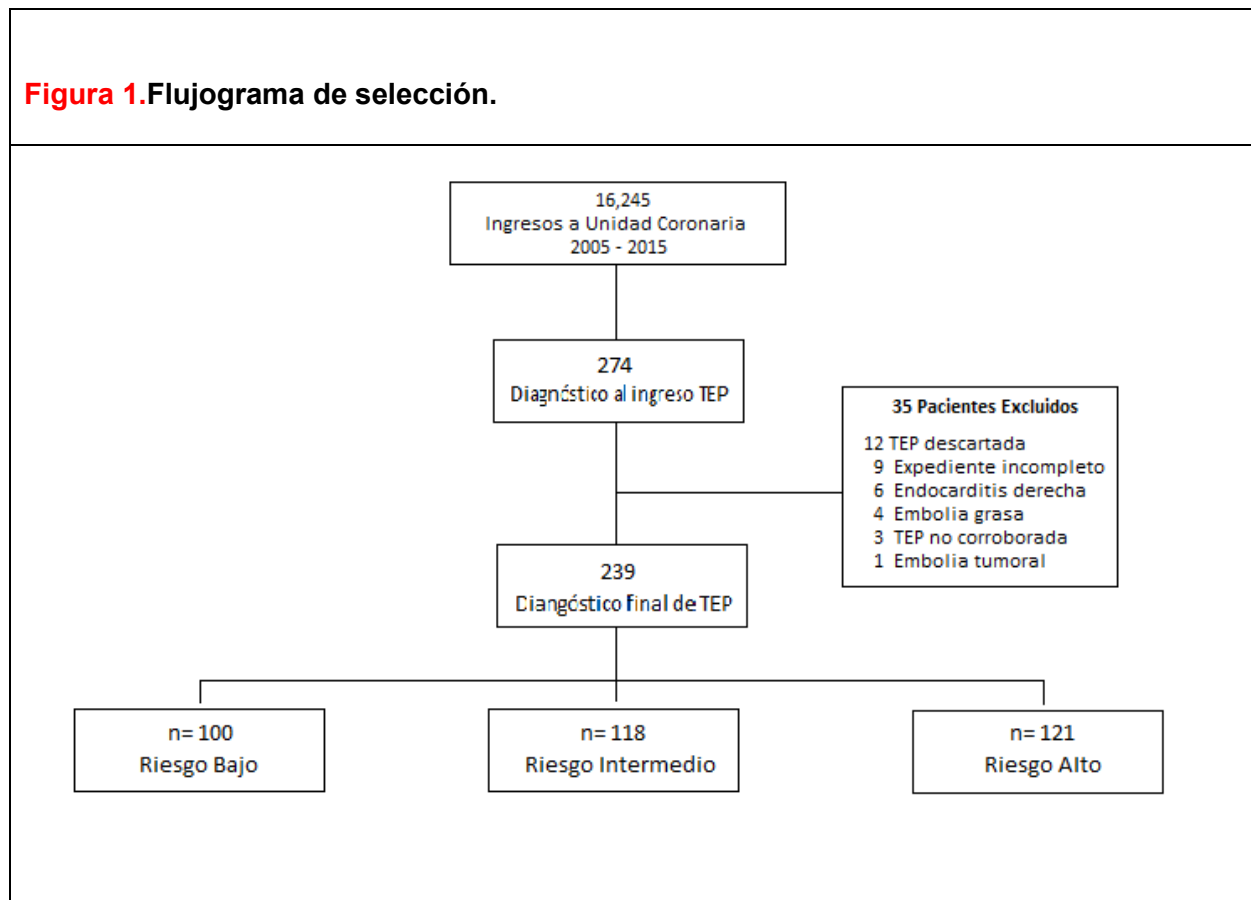 Figura 1.Flujograma de selección.
16,245
Ingresos a Unidad Coronaria
2005 - 2015
274
Diagnóstico al ingreso TEP
35 Pacientes Excluidos
12 TEP descartada
9 Expediente incompleto
6 Endocarditis derecha
4 Embolia grasa
3 TEP no corroborada
1 Embolia tumoral
239
Diangóstico Final de TEP
n= 100
Riesgo Bajo
n= 118
Riesgo Intermedio
n= 121
Riesgo Alto